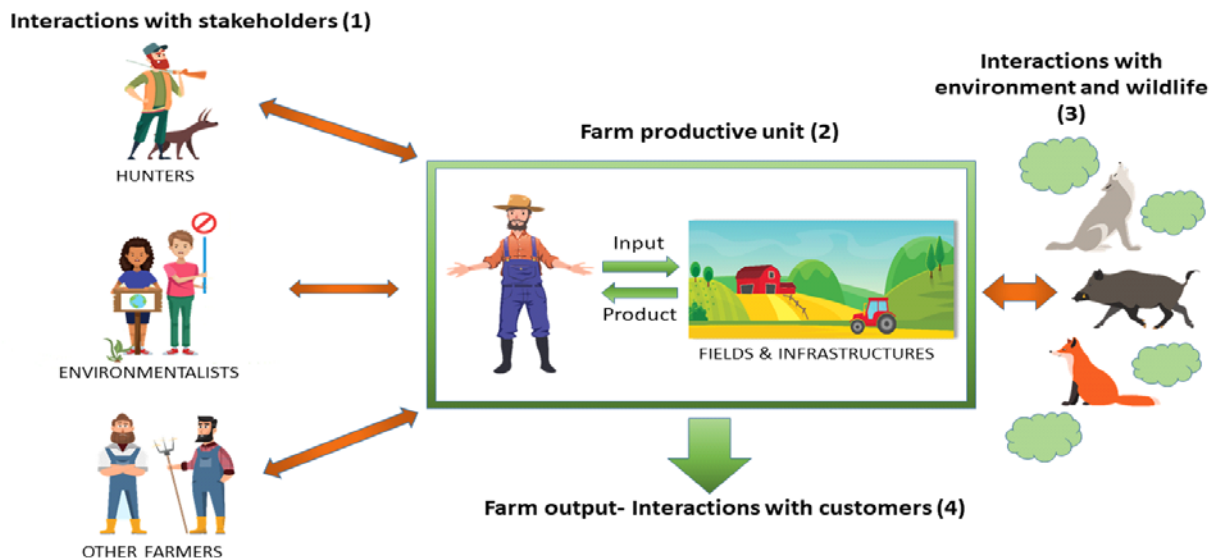 Interactions with stakeholders (1)
HUNTERS
ENVIRONMENTALISTS
OTHER FARMERS
Farm productive unit (2)
Input
Product
FIELDS & INFRASTRUCTURES
Farm output- Interactions with customers (4)
Interactions with
environment and wildlife
(3)